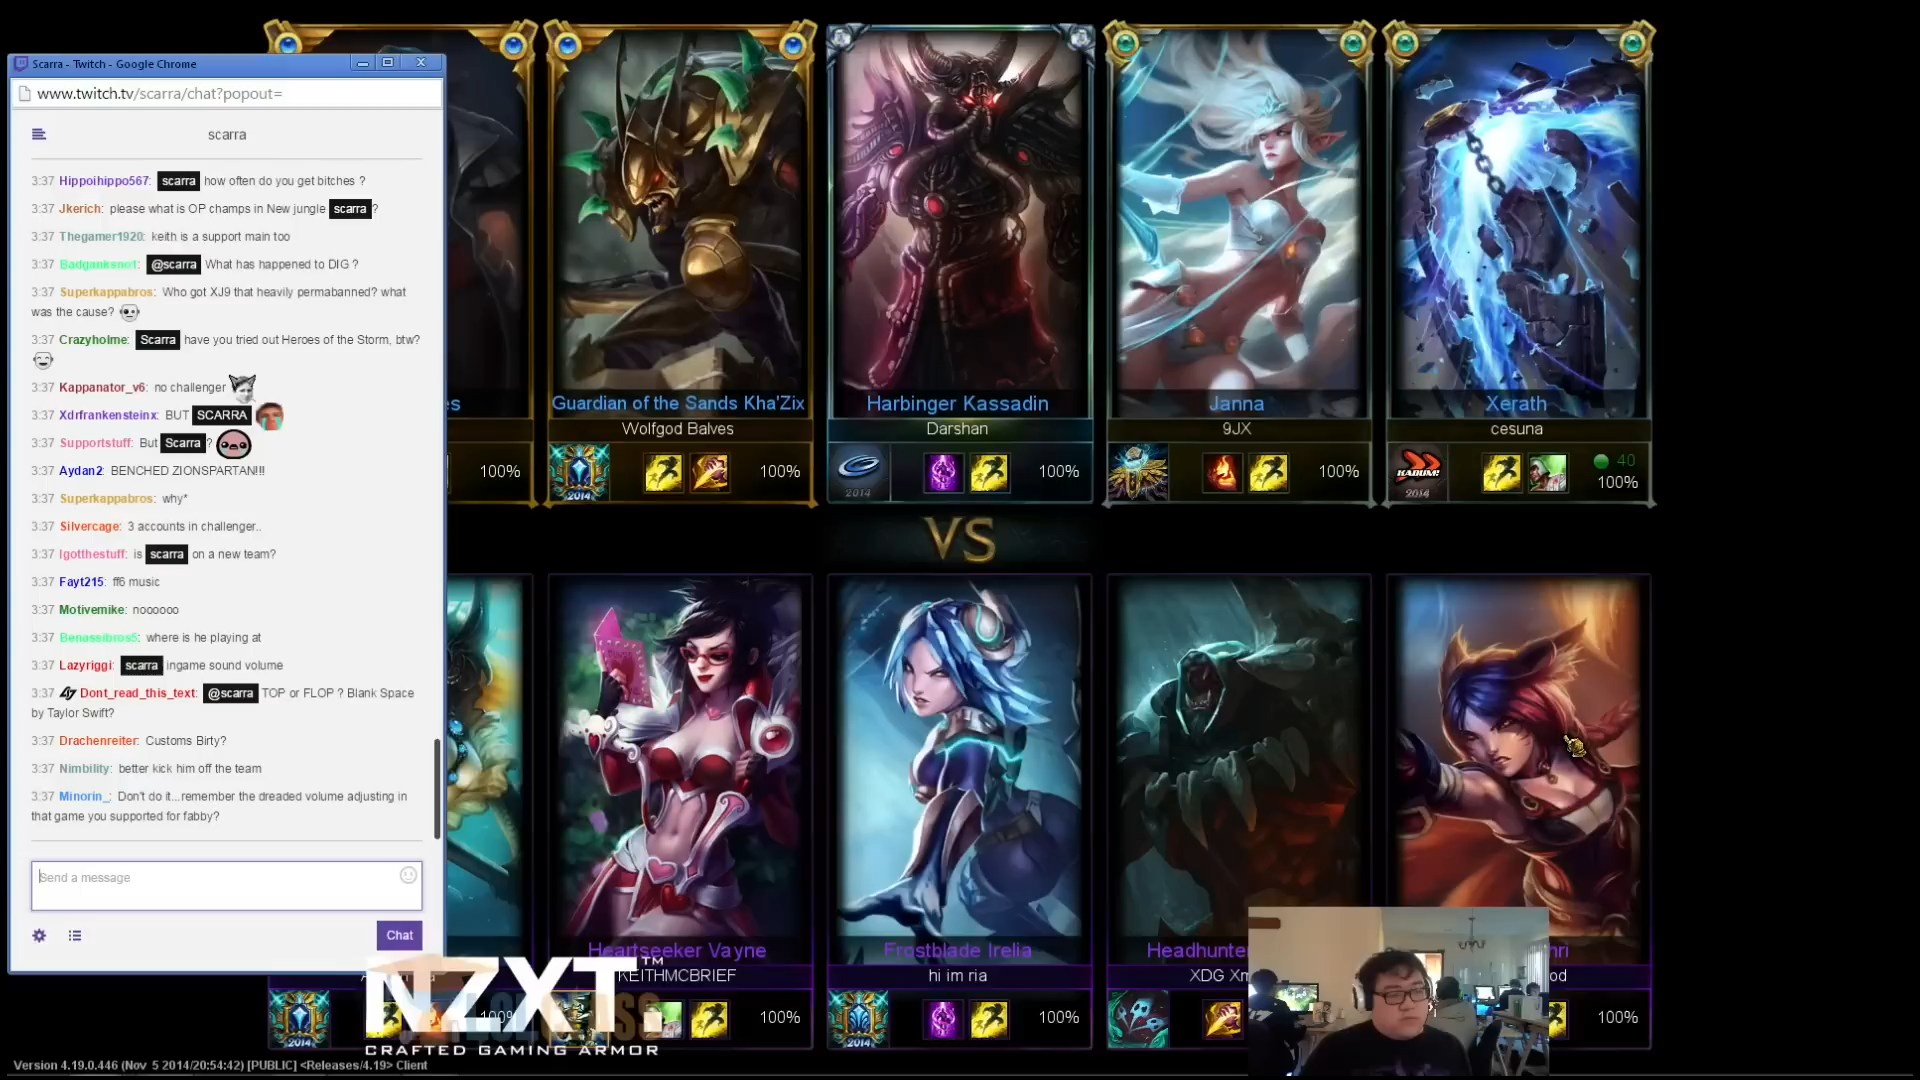 Scarra - Twitch - Google Chrome
www.twitch.tv/scarra/chat?popout=
scarra
3:37 Hippoihippo567: scarra how often do you get bitches ?
3:37 Jkerich: please what is OP champs in New jungle scarra ?
3:37 Thegamer1920: keith is a support main too
3:37 Badganksno1: @scarra What has happened to DIG ?
3:37 Superkappabros: Who got XJ9 that heavily permabanned? what
was the cause?
3:37 Crazyholme: Scarra have you tried out Heroes of the Storm, btw?
3:37 Kappanator_v6: no challenger
3:37 Xdrfrankensteinx: BUT SCARRA
3:37 Supportstuff: But Scarra ?
3:37 Aydan2: BENCHED ZIONSPARTAN!!!
3:37 Superkappabros: why*
3:37 Silvercage: 3 accounts in challenger..
3:37 Igotthestuff: is scarra on a new team?
3:37 Fayt215: ff6 music
3:37 Motivemike: noooooo
3:37 Benassibros5: where is he playing at
3:37 Lazyriggi: scarra ingame sound volume
3:37 Dont_read_this_text: @scarra TOP or FLOP ? Blank Space
by Taylor Swift?
3:37 Drachenreiter: Customs Birty?
3:37 Nimbility: better kick him off the team
3:37 Minorin_: Don't do it...remember the dreaded volume adjusting in
that game you supported for fabby?
Send a message
Chat
es
100%
Guardian of the Sands Kha'Zix
Wolfgod Balves
2014
100%
Harbinger Kassadin
Darshan
2014
100%
Janna
9JX
100%
Xerath
cesuna
KABUM!
2014
40
100%
VS
2014
100%
Heartseeker Vayne
KEITHMCBRIEF
100%
Frostblade Irelia
hi im ria
2014
100%
Headhunter
XDG Xm
hri
od
100%
NZXT™
CRAFTED GAMING ARMOR
Version 4.19.0.446 (Nov 5 2014/20:54:42) [PUBLIC] <Releases/4.19> Client